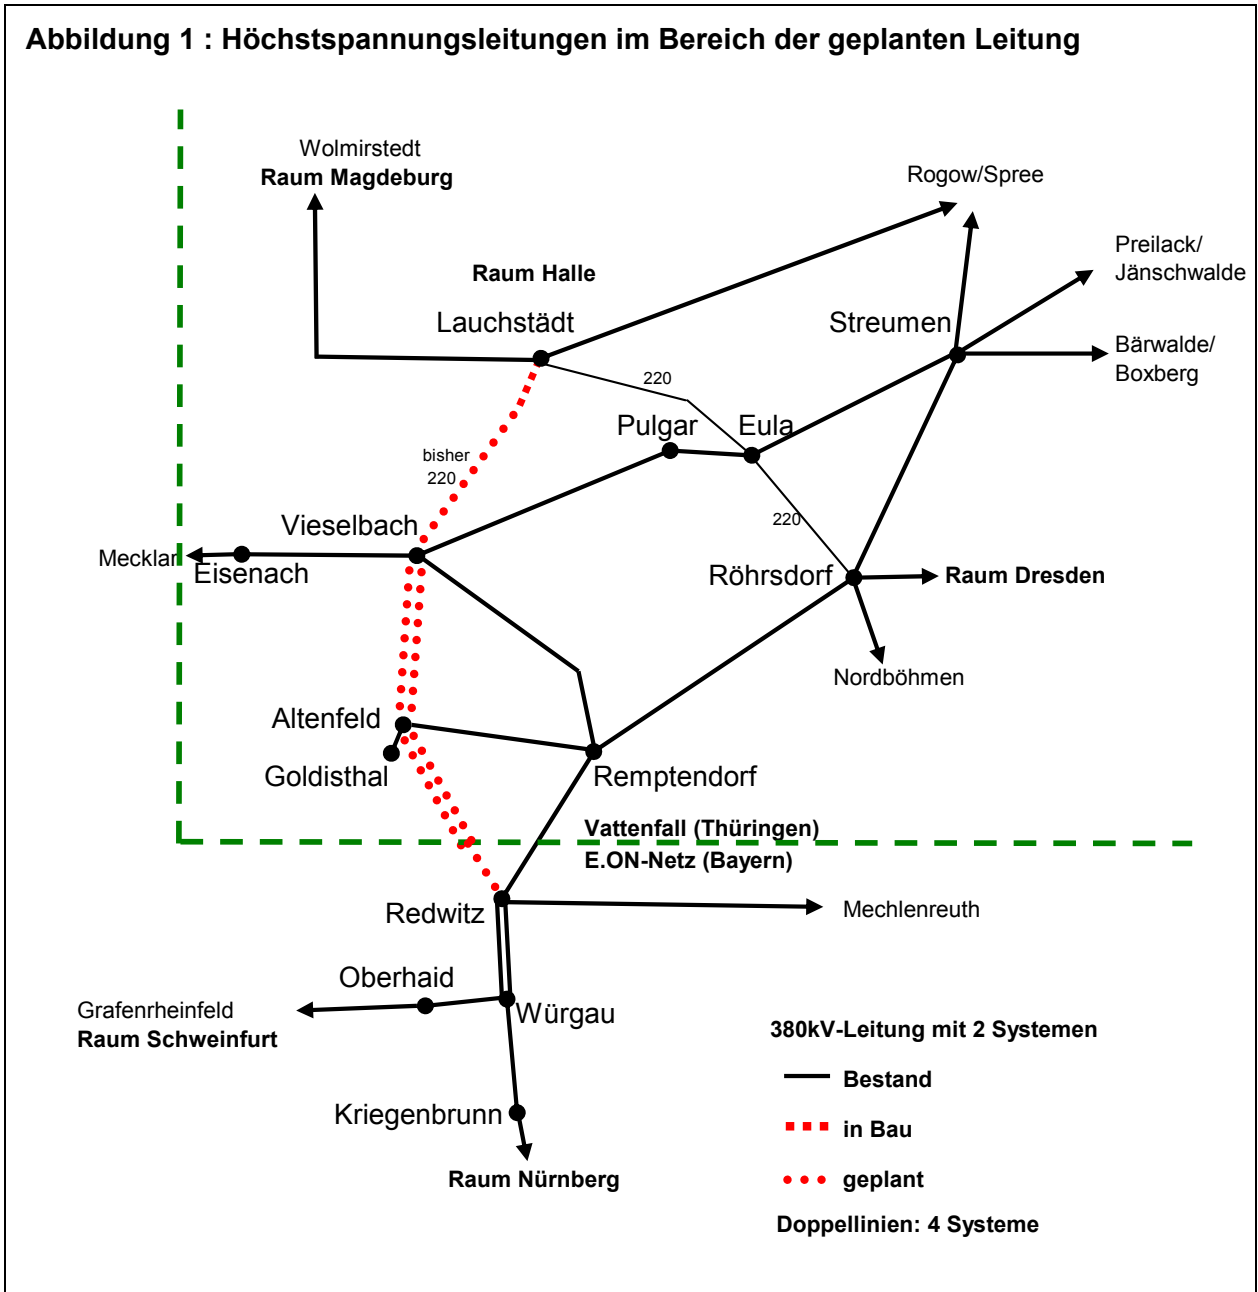 Abbildung 1 : Höchstspannungsleitungen im Bereich der geplanten Leitung
Wolmirstedt
Raum Magdeburg
Rogow/Spree
Preilack/
Jänschwalde
Raum Halle
Lauchstädt
Streumen
Bärwalde/
Boxberg
220
Pulgar
Eula
bisher
220
Vieselbach
220
Mecklar
Eisenach
Röhrsdorf
Raum Dresden
Nordböhmen
Altenfeld
Goldisthal
Remptendorf
Vattenfall (Thüringen)
E.ON-Netz (Bayern)
Redwitz
Mechlenreuth
Oberhaid
Grafenrheinfeld
Raum Schweinfurt
Würgau
Kriegenbrunn
Raum Nürnberg
380kV-Leitung mit 2 Systemen
Bestand
in Bau
geplant
Doppellinien: 4 Systeme